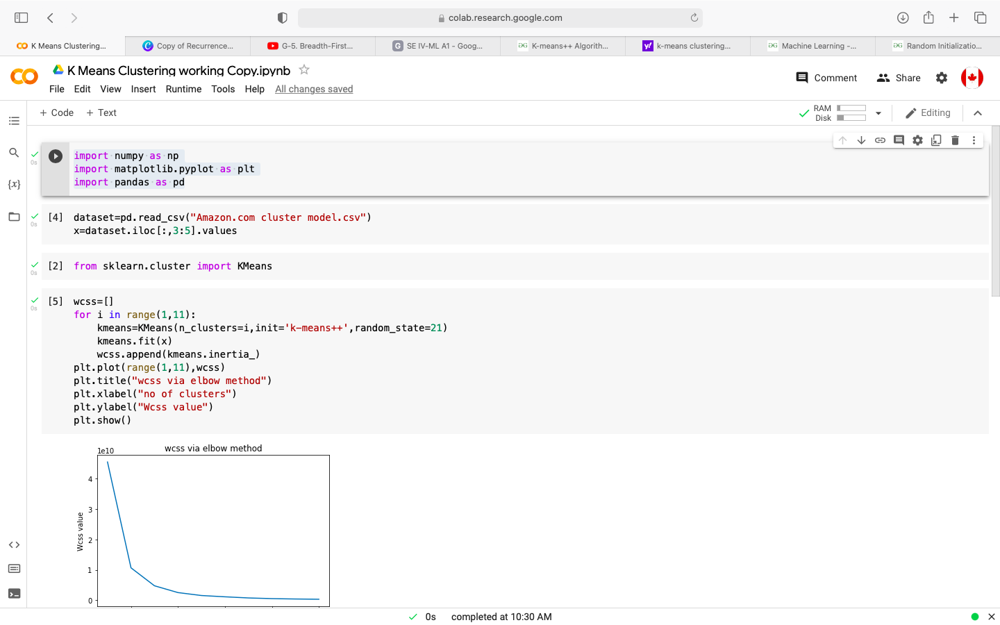 colab.research.google.com
K Means Clustering...
Copy of Recurrence...
G-5. Breadth-First...
G SE IV-ML A1 - Goog...
K-means++ Algorith...
y! k-means clustering...
Machine Learning -...
Random Initializatio...
K Means Clustering working Copy.ipynb
Comment
Share
File Edit View Insert Runtime Tools Help All changes saved
+ Code + Text
RAM
Disk
Editing
0s
import numpy as np
import matplotlib.pyplot as plt
import pandas as pd
{x}
0s
[4] dataset=pd.read_csv("Amazon.com cluster model.csv")
x=dataset.iloc[:,3:5].values
0s
[2] from sklearn.cluster import KMeans
0s
[5] wcss=[]
for i in range(1,11):
    kmeans=KMeans(n_clusters=i,init='k-means++',random_state=21)
    kmeans.fit(x)
    wcss.append(kmeans.inertia_)
plt.plot(range(1,11),wcss)
plt.title("wcss via elbow method")
plt.xlabel("no of clusters")
plt.ylabel("Wcss value")
plt.show()
1e10
wcss via elbow method
4
3
2
1
0
Wcss value
0s completed at 10:30 AM